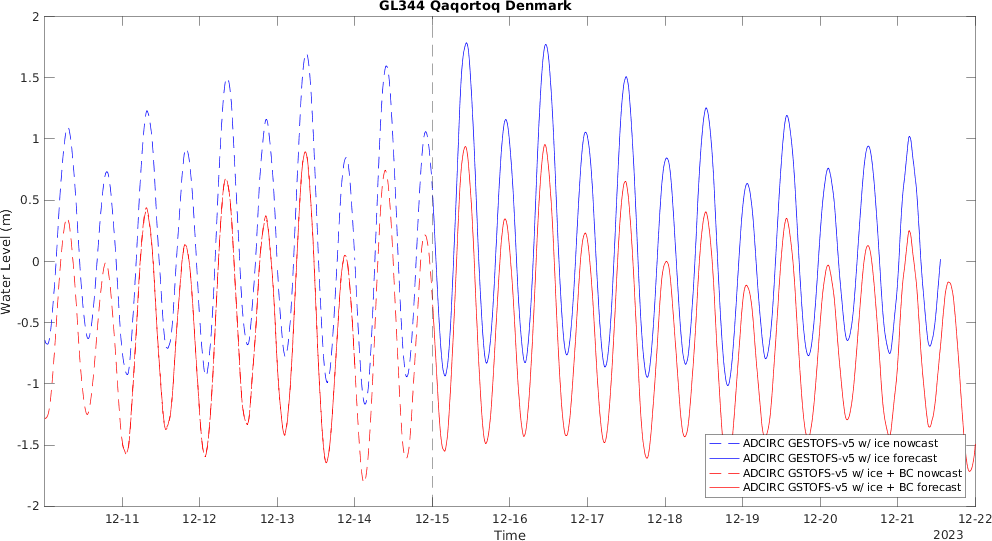 GL344 Qaqortoq Denmark
2
1.5
1
0.5
0
-0.5
-1
-1.5
-2
Water Level (m)
ADCIRC GESTOFS-v5 w/ ice nowcast
ADCIRC GESTOFS-v5 w/ ice forecast
ADCIRC GSTOFS-v5 w/ ice + BC nowcast
ADCIRC GSTOFS-v5 w/ ice + BC forecast
12-11 12-12 12-13 12-14 12-15 12-16 12-17 12-18 12-19 12-20 12-21 12-22
Time
2023